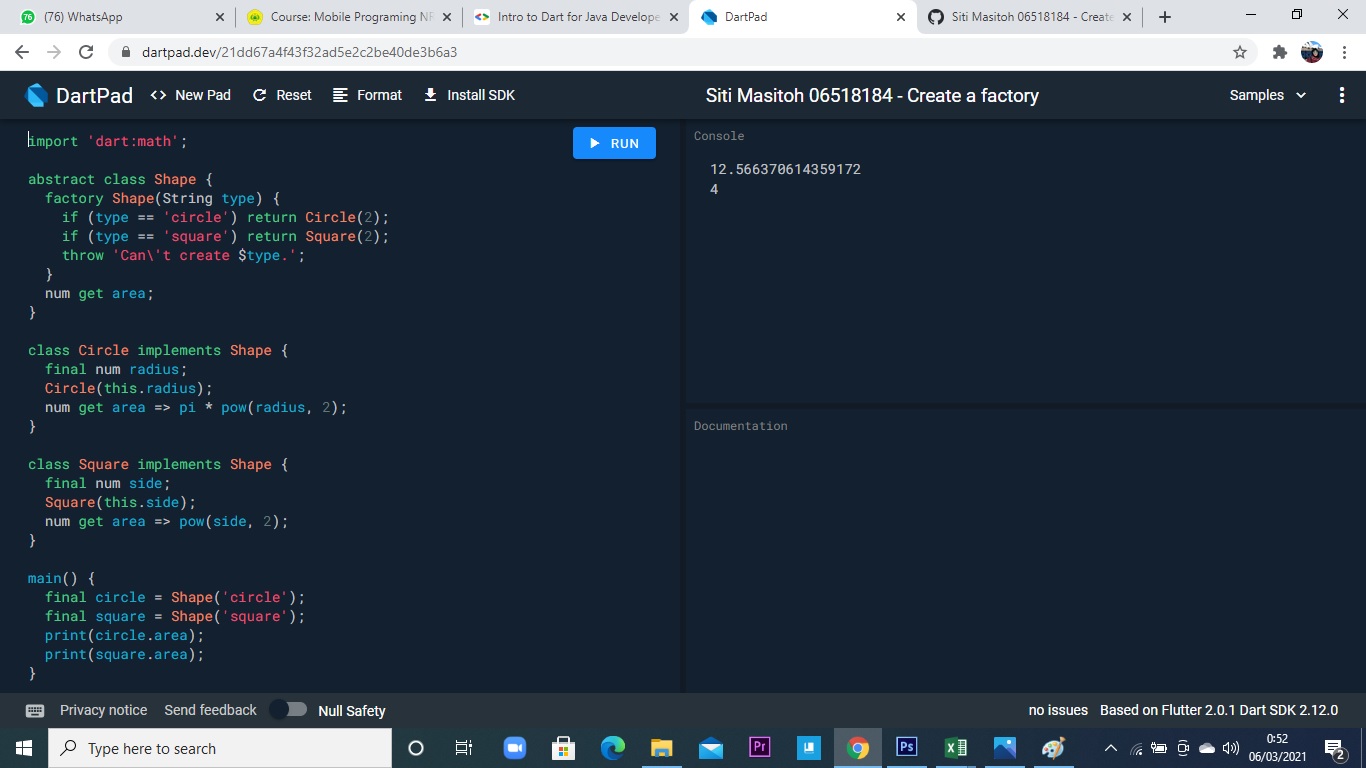 (76) WhatsApp
Course: Mobile Programing NP
Intro to Dart for Java Develope
DartPad
Siti Masitoh 06518184 - Create
dartpad.dev/21dd67a4f43f32ad5e2c2be40de3b6a3
DartPad <> New Pad Reset Format Install SDK
Siti Masitoh 06518184 - Create a factory
Samples
RUN
import 'dart:math';
abstract class Shape {
factory Shape(String type) {
if (type == 'circle') return Circle(2);
if (type == 'square') return Square(2);
throw 'Can\'t create $type.';
}
num get area;
}
class Circle implements Shape {
final num radius;
Circle(this.radius);
num get area => pi * pow(radius, 2);
}
class Square implements Shape {
final num side;
Square(this.side);
num get area => pow(side, 2);
}
main() {
final circle = Shape('circle');
final square = Shape('square');
print(circle.area);
print(square.area);
}
Console
12.566370614359172
4
Documentation
Privacy notice Send feedback Null Safety
no issues Based on Flutter 2.0.1 Dart SDK 2.12.0
Type here to search
Pr
Ps
0:52
06/03/2021
2